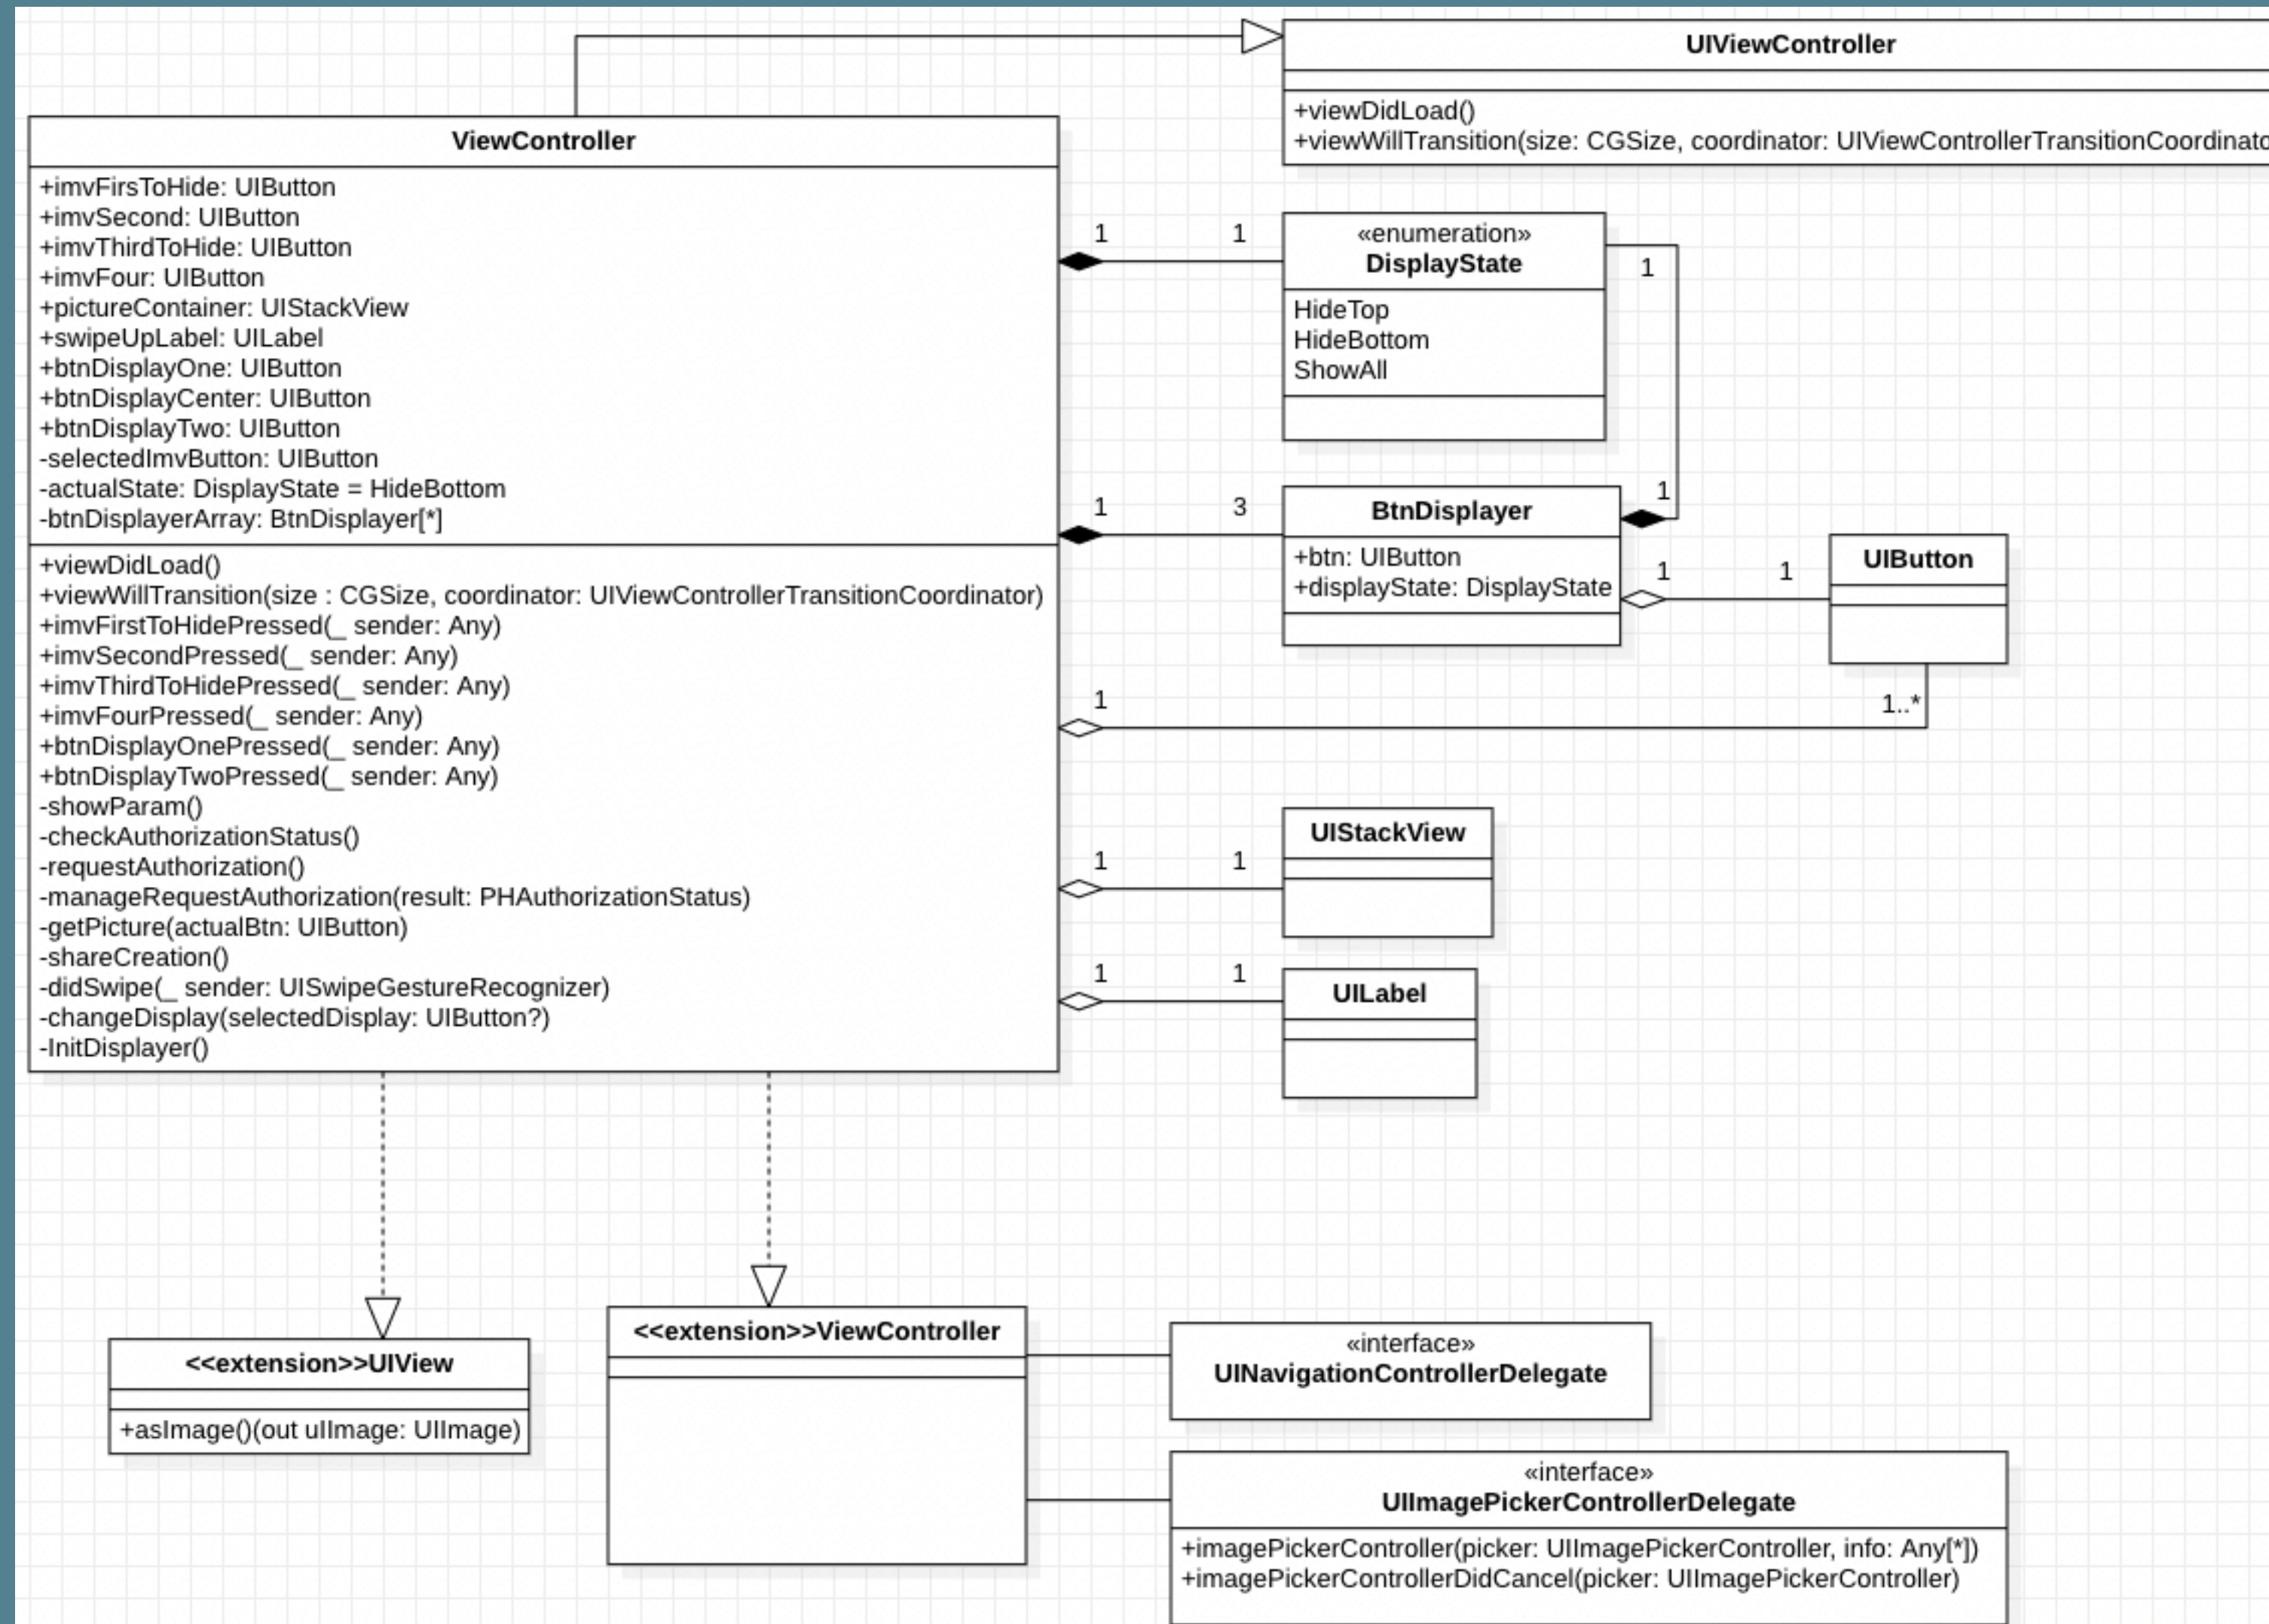 UIViewController
+viewDidLoad()
+viewWillTransition(size: CGSize, coordinator: UIViewControllerTransitionCoordinato
ViewController
+imvFirsToHide: UIButton
+imvSecond: UIButton
+imvThirdToHide: UIButton
+imvFour: UIButton
+pictureContainer: UIStackView
+swipeUpLabel: UILabel
+btnDisplayOne: UIButton
+btnDisplayCenter: UIButton
+btnDisplayTwo: UIButton
-selectedImvButton: UIButton
-actualState: DisplayState = HideBottom
-btnDisplayerArray: BtnDisplayer[*]
+viewDidLoad()
+viewWillTransition(size : CGSize, coordinator: UIViewControllerTransitionCoordinator)
+imvFirstToHidePressed(_ sender: Any)
+imvSecondPressed(_ sender: Any)
+imvThirdToHidePressed(_ sender: Any)
+imvFourPressed(_ sender: Any)
+btnDisplayOnePressed(_ sender: Any)
+btnDisplayTwoPressed(_ sender: Any)
-showParam()
-checkAuthorizationStatus()
-requestAuthorization()
-manageRequestAuthorization(result: PHAuthorizationStatus)
-getPicture(actualBtn: UIButton)
-shareCreation()
-didSwipe(_ sender: UISwipeGestureRecognizer)
-changeDisplay(selectedDisplay: UIButton?)
-InitDisplayer()
1 1
«enumeration»
DisplayState
HideTop
HideBottom
ShowAll
1
1 3
BtnDisplayer
+btn: UIButton
+displayState: DisplayState
1
1 1
UIButton
1 1..*
1 1
UIStackView
1 1
UILabel
<<extension>>UIView
+asImage()(out uIImage: UIImage)
<<extension>>ViewController
«interface»
UINavigationControllerDelegate
«interface»
UIImagePickerControllerDelegate
+imagePickerController(picker: UIImagePickerController, info: Any[*])
+imagePickerControllerDidCancel(picker: UIImagePickerController)